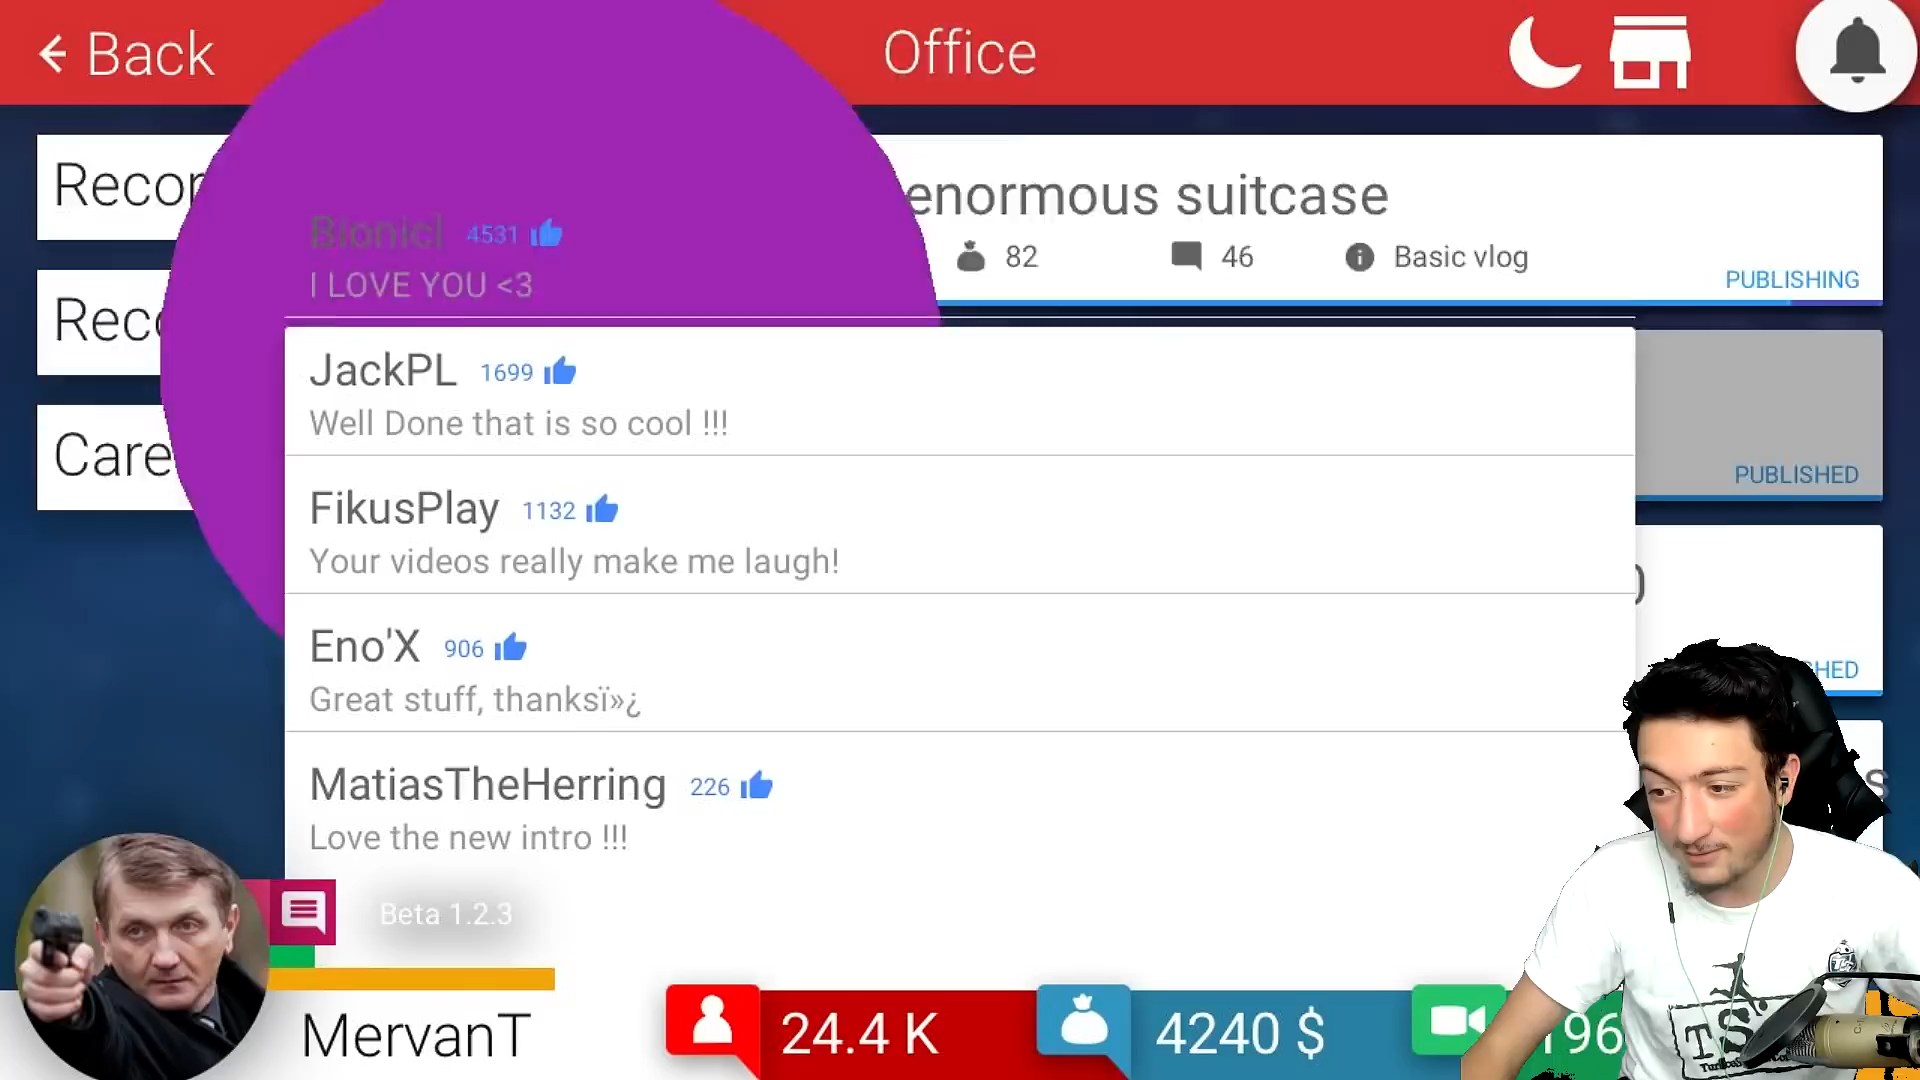 Back
Office
Recor
enormous suitcase
82
46
Basic vlog
PUBLISHING
Bionicl 4531
I LOVE YOU <3
Rec
JackPL 1699
Well Done that is so cool !!!
Care
PUBLISHED
FikusPlay 1132
Your videos really make me laugh!
Eno'X 906
Great stuff, thanksï»¿
HED
MatiasTheHerring 226
Love the new intro !!!
Beta 1.2.3
MervanT
24.4 K
4240 $
196
TS